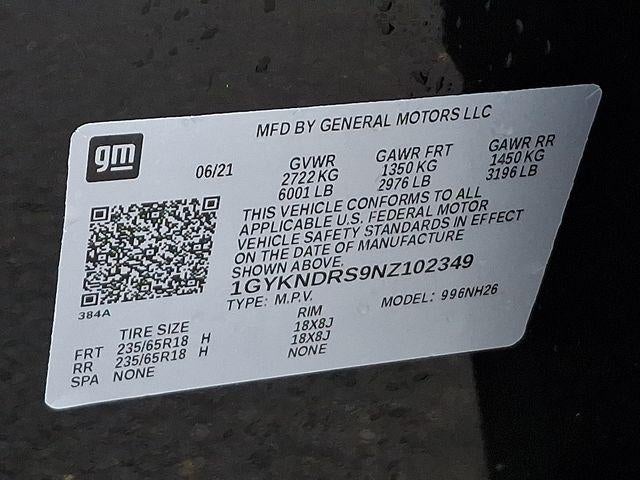 MFD BY GENERAL MOTORS LLC
gm
06/21
GVWR GAWR FRT GAWR RR
2722 KG 1350 KG 1450 KG
6001 LB 2976 LB 3196 LB
THIS VEHICLE CONFORMS TO ALL
APPLICABLE U.S. FEDERAL MOTOR
VEHICLE SAFETY STANDARDS IN EFFECT
ON THE DATE OF MANUFACTURE
SHOWN ABOVE.
1GYKNDRS9NZ102349
TYPE: M.P.V. MODEL: 996NH26
384A
TIRE SIZE RIM
FRT 235/65R18 H 18X8J
RR 235/65R18 H 18X8J
SPA NONE NONE